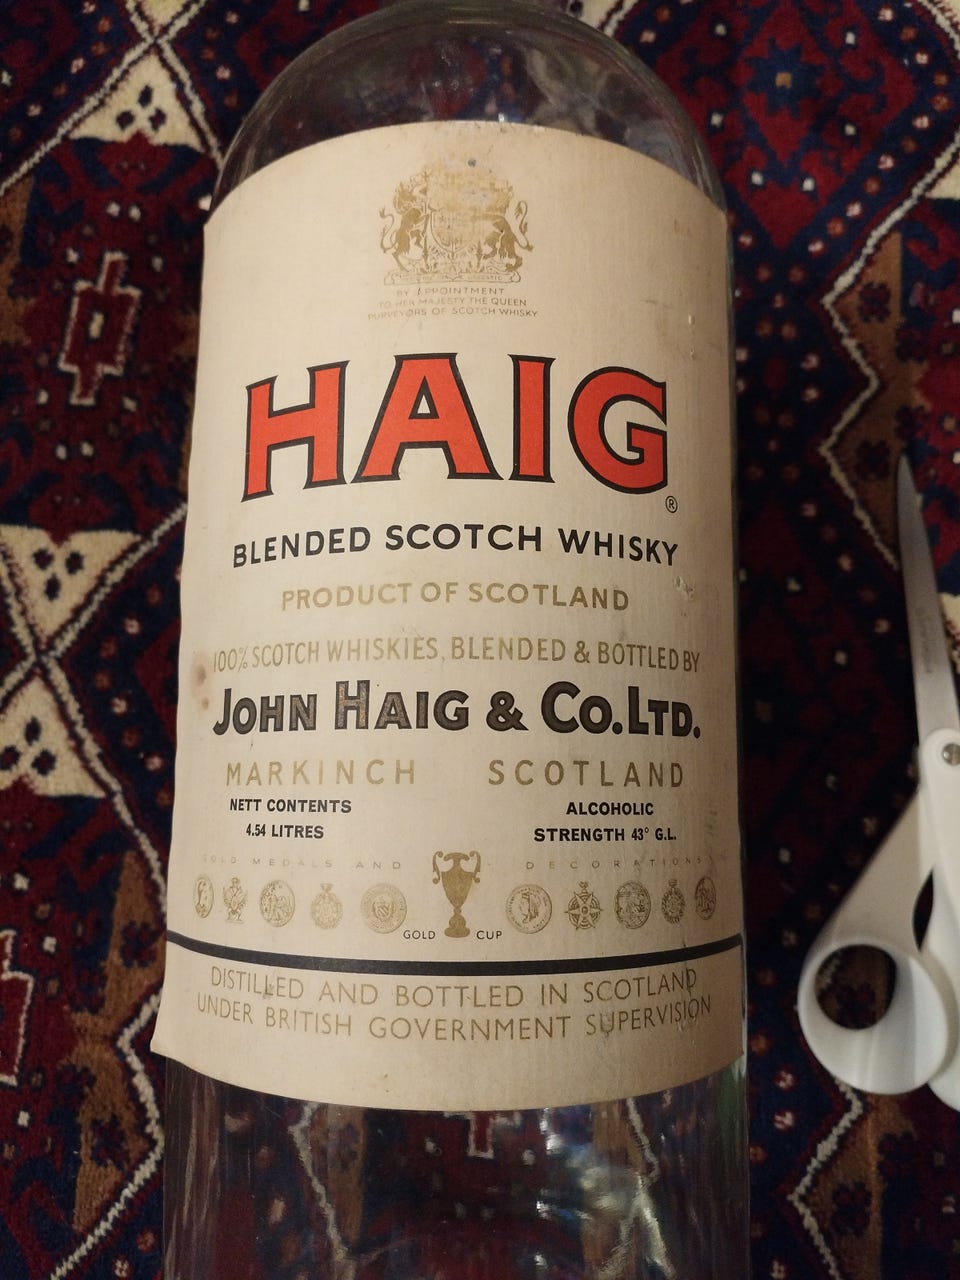 BY APPOINTMENT
TO HER MAJESTY THE QUEEN
PURVEYORS OF SCOTCH WHISKY
HAIG®
BLENDED SCOTCH WHISKY
PRODUCT OF SCOTLAND
100% SCOTCH WHISKIES, BLENDED & BOTTLED BY
JOHN HAIG & CO. LTD.
MARKINCH SCOTLAND
NETT CONTENTS
4.54 LITRES
ALCOHOLIC
STRENGTH 43° G.L.
GOLD MEDALS AND DECORATIONS
GOLD CUP
DISTILLED AND BOTTLED IN SCOTLAND
UNDER BRITISH GOVERNMENT SUPERVISION